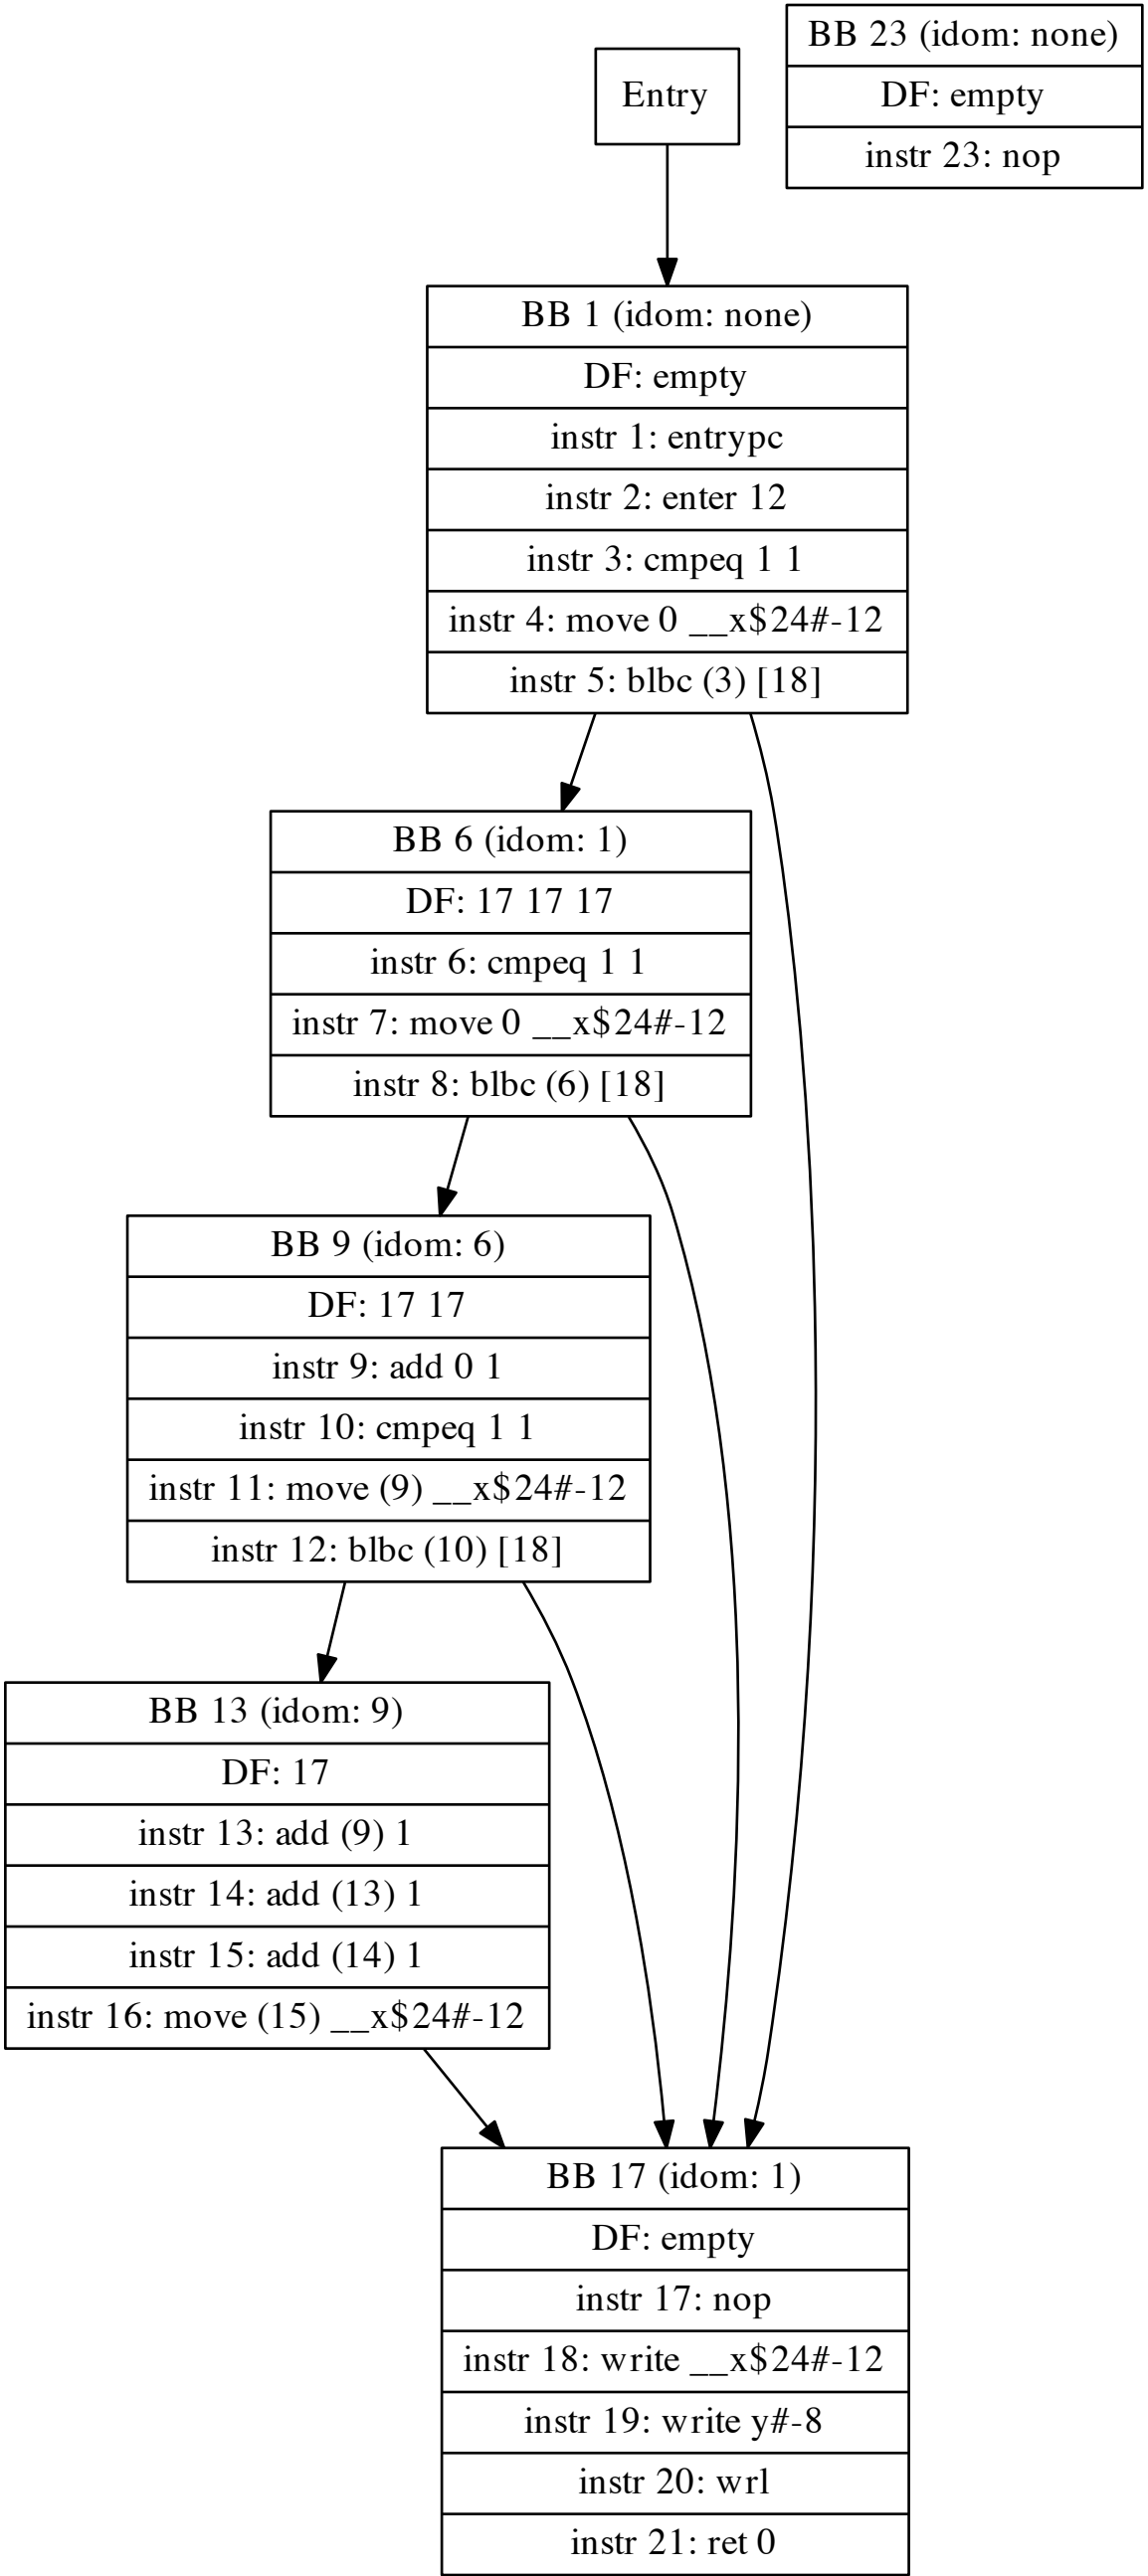 Entry
BB 23 (idom: none)
DF: empty
instr 23: nop
BB 1 (idom: none)
DF: empty
instr 1: entrypc
instr 2: enter 12
instr 3: cmpeq 1 1
instr 4: move 0 __x$24#-12
instr 5: blbc (3) [18]
BB 6 (idom: 1)
DF: 17 17 17
instr 6: cmpeq 1 1
instr 7: move 0 __x$24#-12
instr 8: blbc (6) [18]
BB 9 (idom: 6)
DF: 17 17
instr 9: add 0 1
instr 10: cmpeq 1 1
instr 11: move (9) __x$24#-12
instr 12: blbc (10) [18]
BB 13 (idom: 9)
DF: 17
instr 13: add (9) 1
instr 14: add (13) 1
instr 15: add (14) 1
instr 16: move (15) __x$24#-12
BB 17 (idom: 1)
DF: empty
instr 17: nop
instr 18: write __x$24#-12
instr 19: write y#-8
instr 20: wrl
instr 21: ret 0